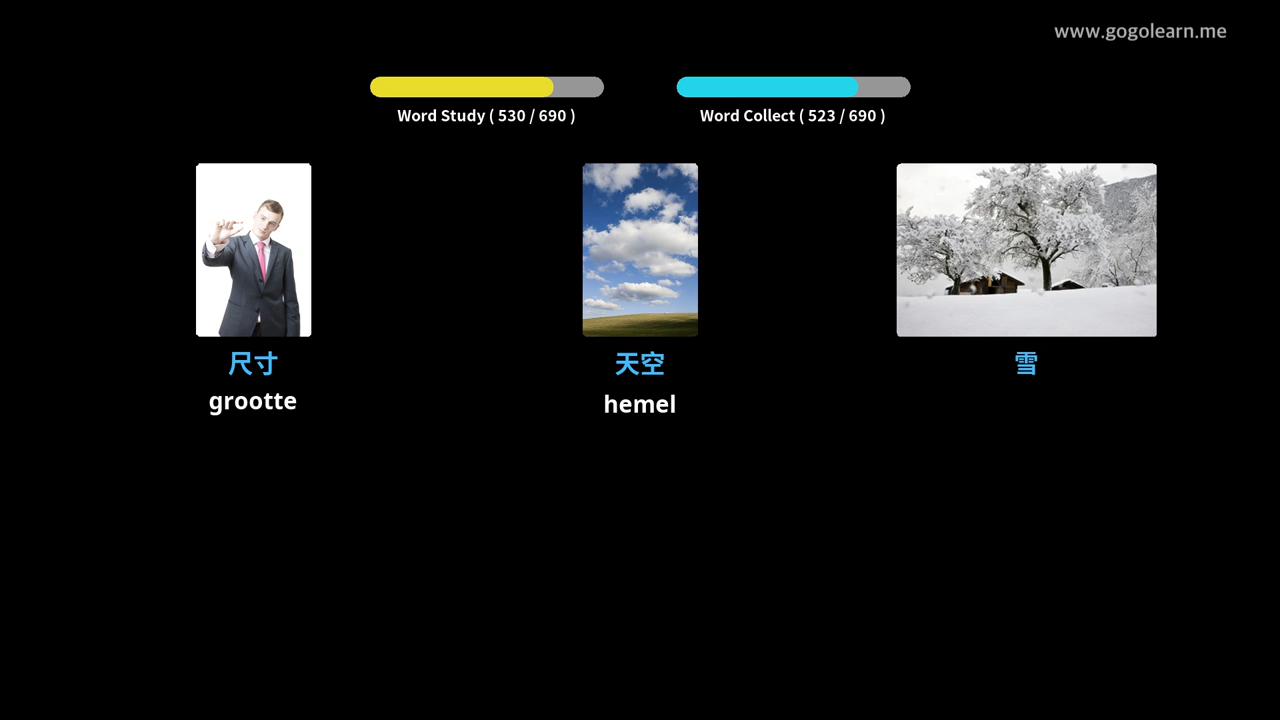 www.gogolearn.me
Word Study ( 530 / 690 )
Word Collect ( 523 / 690 )
尺寸
天空
雪
grootte
hemel